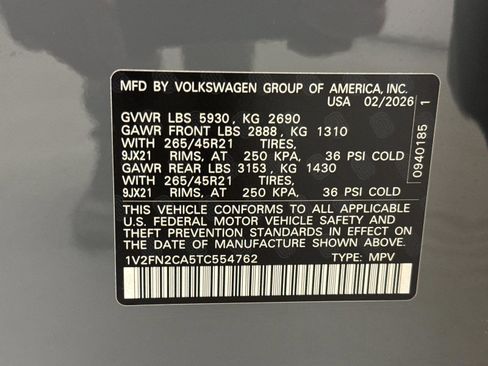 MFD BY VOLKSWAGEN GROUP OF AMERICA, INC.
USA 02/2026
GVWR LBS 5930, KG 2690
GAWR FRONT LBS 2888, KG 1310
WITH 265/45R21 TIRES,
9JX21 RIMS, AT 250 KPA, 36 PSI COLD
GAWR REAR LBS 3153, KG 1430
WITH 265/45R21 TIRES,
9JX21 RIMS, AT 250 KPA, 36 PSI COLD
THIS VEHICLE CONFORMS TO ALL APPLICABLE
U.S. FEDERAL MOTOR VEHICLE SAFETY AND
THEFT PREVENTION STANDARDS IN EFFECT ON
THE DATE OF MANUFACTURE SHOWN ABOVE.
1V2FN2CA5TC554762 TYPE: MPV
0940185 1